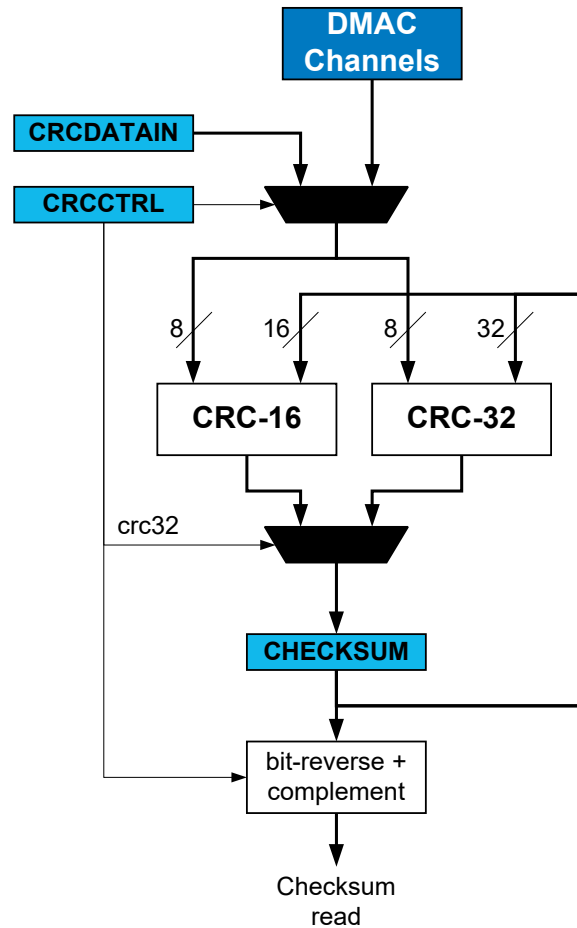 DMAC
Channels
CRCDATAIN
CRCCTRL
8
16
8
32
CRC-16
CRC-32
crc32
CHECKSUM
bit-reverse +
complement
Checksum
read